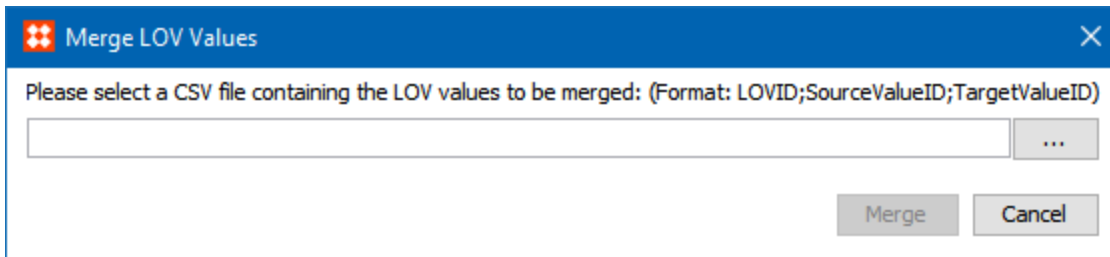 Merge LOV Values
Please select a CSV file containing the LOV values to be merged: (Format: LOVID;SourceValueID;TargetValueID)
...
Merge Cancel